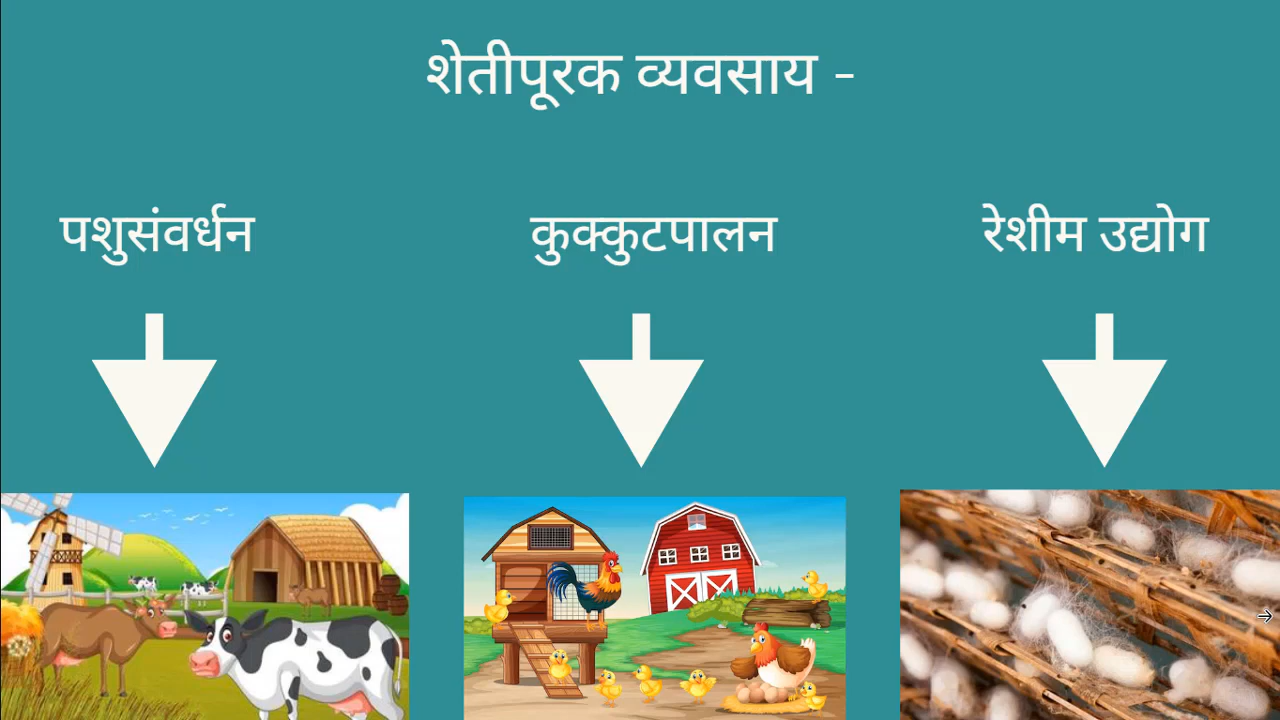 शेतीपूरक व्यवसाय -
पशुसंवर्धन
कुक्कुटपालन
रेशीम उद्योग